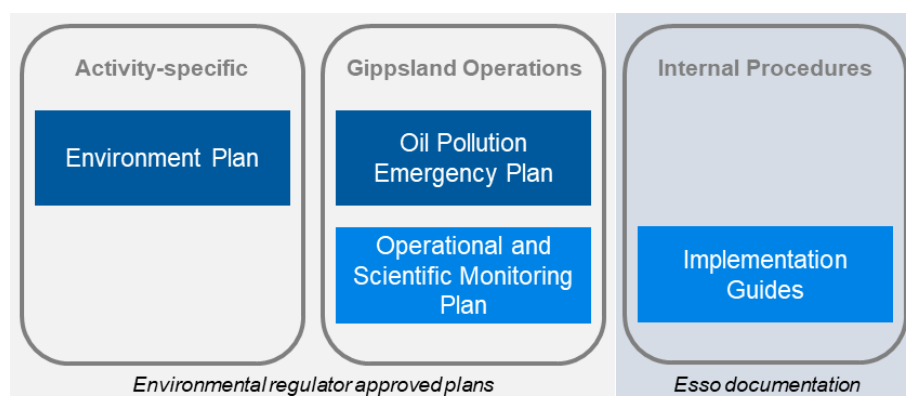 Activity-specific
Gippsland Operations
Internal Procedures
Environment Plan
Oil Pollution
Emergency Plan
Operational and
Scientific Monitoring
Plan
Implementation
Guides
Environmental regulator approved plans
Esso documentation